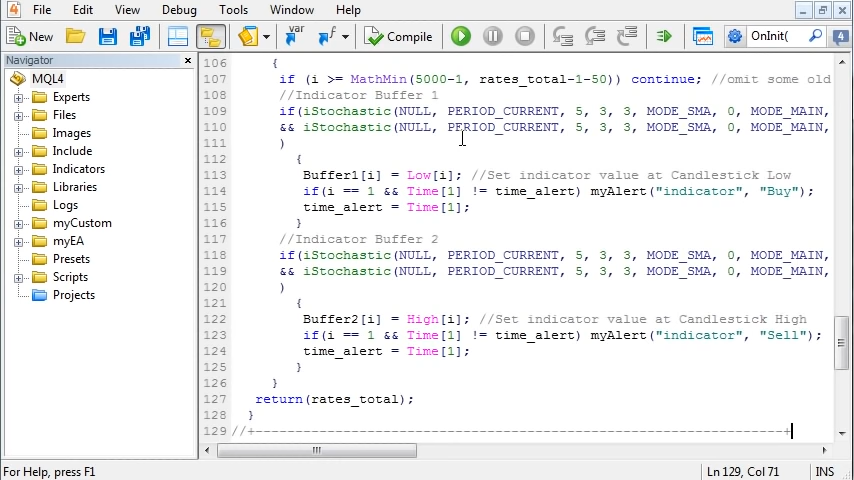 File Edit View Debug Tools Window Help
New var f Compile OnInit( 4
Navigator ×
MQL4
Experts
Files
Images
Include
Indicators
Libraries
Logs
myCustom
myEA
Presets
Scripts
Projects
106 {
107 if (i >= MathMin(5000-1, rates_total-1-50)) continue; //omit some old
108 //Indicator Buffer 1
109 if(iStochastic(NULL, PERIOD_CURRENT, 5, 3, 3, MODE_SMA, 0, MODE_MAIN,
110 && iStochastic(NULL, PERIOD_CURRENT, 5, 3, 3, MODE_SMA, 0, MODE_MAIN,
111 )
112 {
113 Buffer1[i] = Low[i]; //Set indicator value at Candlestick Low
114 if(i == 1 && Time[1] != time_alert) myAlert("indicator", "Buy");
115 time_alert = Time[1];
116 }
117 //Indicator Buffer 2
118 if(iStochastic(NULL, PERIOD_CURRENT, 5, 3, 3, MODE_SMA, 0, MODE_MAIN,
119 && iStochastic(NULL, PERIOD_CURRENT, 5, 3, 3, MODE_SMA, 0, MODE_MAIN,
120 )
121 {
122 Buffer2[i] = High[i]; //Set indicator value at Candlestick High
123 if(i == 1 && Time[1] != time_alert) myAlert("indicator", "Sell");
124 time_alert = Time[1];
125 }
126 }
127 return(rates_total);
128 }
129 //+------------------------------------------------------------------+
For Help, press F1 Ln 129, Col 71 INS